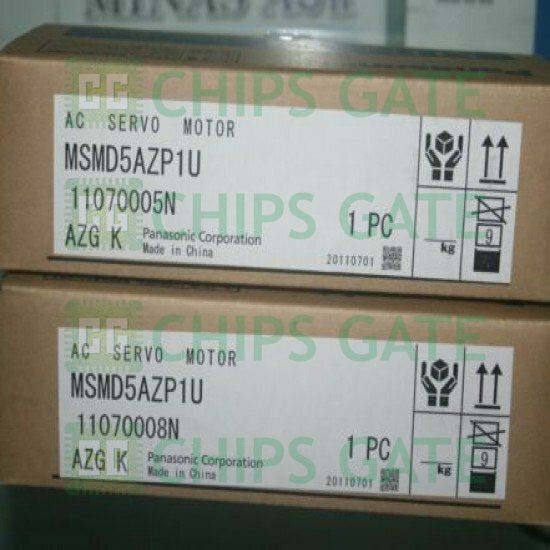 MINAS A
CHIPS GATE
AC SERVO MOTOR
MSMD5AZP1U
11070005N
CHIPS GATE
1 PC
AZG K Panasonic Corporation
Made in China
20110701
kg
9
CHIPS GATE
AC SERVO MOTOR
MSMD5AZP1U
11070008N
CHIPS GATE
1 PC
AZG K Panasonic Corporation
Made in China
20110701
kg
9